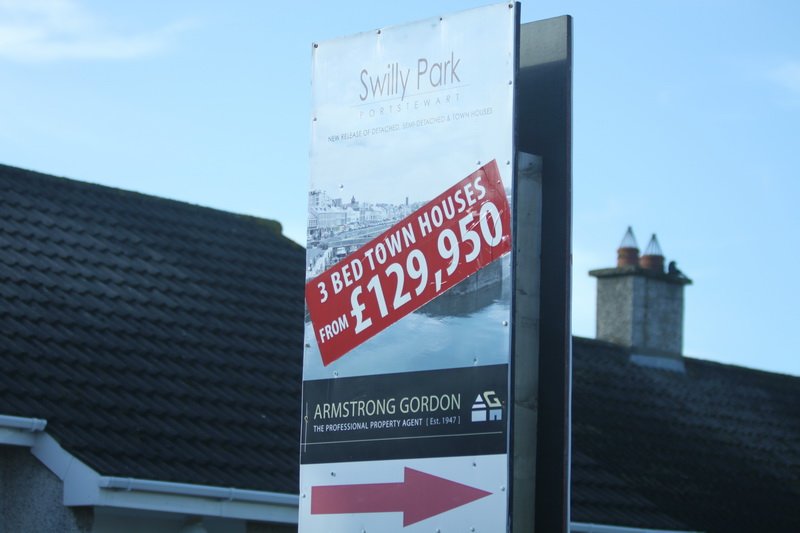 Swilly Park
PORTSTEWART
NEW RELEASE OF DETACHED, SEMI-DETACHED & TOWN HOUSES
3 BED TOWN HOUSES
FROM £129,950
ARMSTRONG GORDON
THE PROFESSIONAL PROPERTY AGENT [Est. 1947]
AG